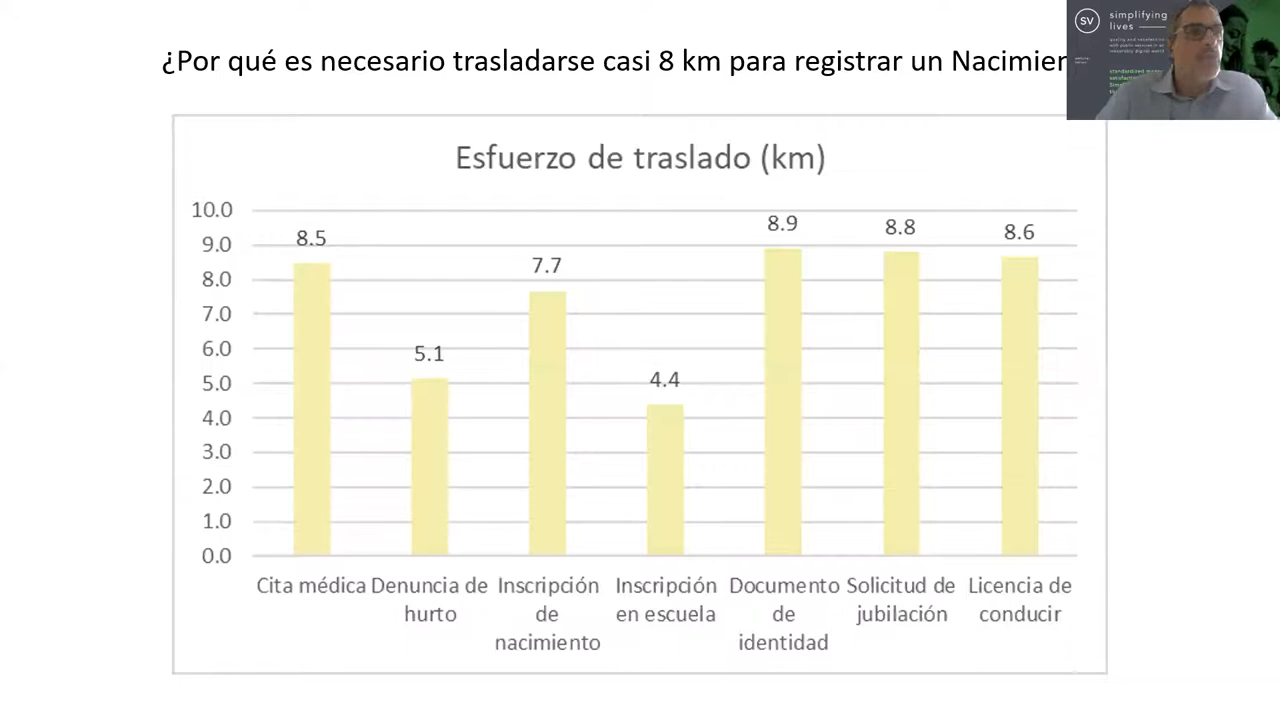 ¿Por qué es necesario trasladarse casi 8 km para registrar un Nacimien
SV
simplifying
lives
Esfuerzo de traslado (km)
10.0
9.0
8.0
7.0
6.0
5.0
4.0
3.0
2.0
1.0
0.0
8.5
5.1
7.7
4.4
8.9
8.8
8.6
Cita médica
Denuncia de
hurto
Inscripción
de
nacimiento
Inscripción
en escuela
Documento
de
identidad
Solicitud de
jubilación
Licencia de
conducir